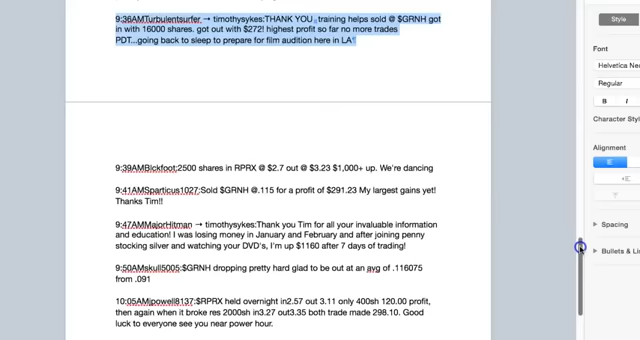 9:36AMTurbulentsurfer → timothysykes:THANK YOU, training helps sold @ $GRNH got
in with 16000 shares. got out with $272! highest profit so far no more trades
PDT...going back to sleep to prepare for film audition here in LA
9:39AMBlckfoot:2500 shares in RPRX @ $2.7 out @ $3.23 $1,000+ up. We're dancing
9:41AMSparticus1027:Sold $GRNH @.115 for a profit of $291.23 My largest gains yet!
Thanks Tim!!
9:47AMMajorHitman → timothysykes:Thank you Tim for all your invaluable information
and education! I was losing money in January and February and after joining penny
stocking silver and watching your DVD's, I'm up $1160 after 7 days of trading!
9:50AMskull5005:$GRNH dropping pretty hard glad to be out at an avg of .116075
from .091
10:05AMjpowell8137:$RPRX held overnight in2.57 out 3.11 only 400sh 120.00 profit,
then again when it broke res 2000sh in3.27 out3.35 both trade made 298.10. Good
luck to everyone see you near power hour.
Style
Font
Helvetica Ne
Regular
B I
Character Styl
Alignment
Spacing
Bullets & Li